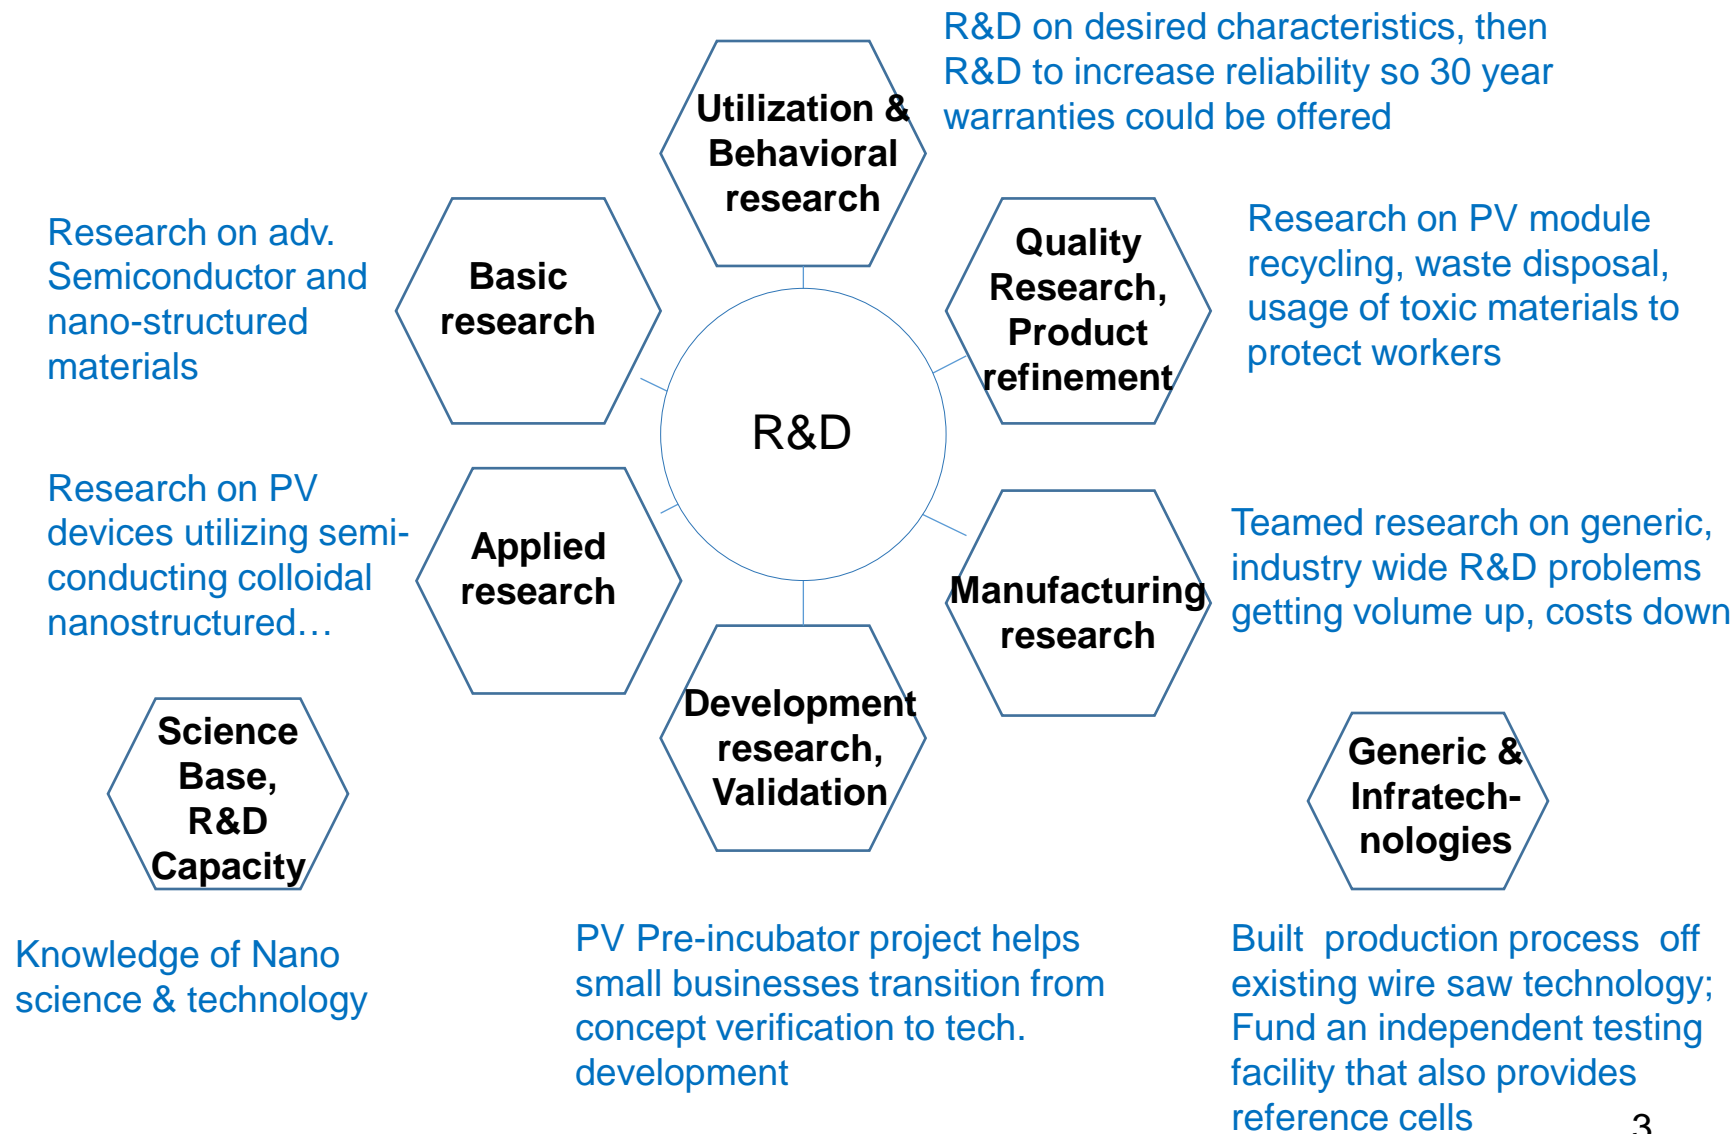 R&D on desired characteristics, then
R&D to increase reliability so 30 year
warranties could be offered
Utilization &
Behavioral
research
Research on adv.
Semiconductor and
nano-structured
materials
Basic
research
Quality
Research,
Product
refinement
Research on PV module
recycling, waste disposal,
usage of toxic materials to
protect workers
R&D
Research on PV
devices utilizing semi-
conducting colloidal
nanostructured…
Applied
research
Manufacturing
research
Teamed research on generic,
industry wide R&D problems
getting volume up, costs down
Science
Base,
R&D
Capacity
Development
research,
Validation
Generic &
Infratech-
nologies
Knowledge of Nano
science & technology
PV Pre-incubator project helps
small businesses transition from
concept verification to tech.
development
Built production process off
existing wire saw technology;
Fund an independent testing
facility that also provides
reference cells
3